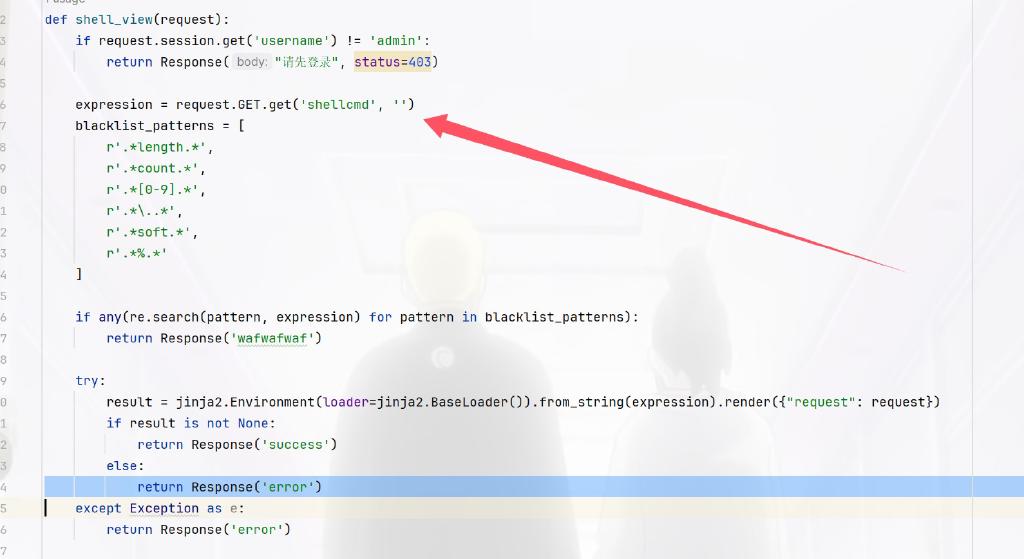 1 usage
2 def shell_view(request):
3 if request.session.get('username') != 'admin':
4 return Response( body: "请先登录", status=403)
5
6 expression = request.GET.get('shellcmd', '')
7 blacklist_patterns = [
8 r'.*length.*',
9 r'.*count.*',
0 r'.*[0-9].*',
1 r'.*\..*',
2 r'.*soft.*',
3 r'.*%.*'
4 ]
5
6 if any(re.search(pattern, expression) for pattern in blacklist_patterns):
7 return Response('wafwafwaf')
8
9 try:
0 result = jinja2.Environment(loader=jinja2.BaseLoader()).from_string(expression).render({"request": request})
1 if result is not None:
2 return Response('success')
3 else:
4 return Response('error')
5 except Exception as e:
6 return Response('error')
7